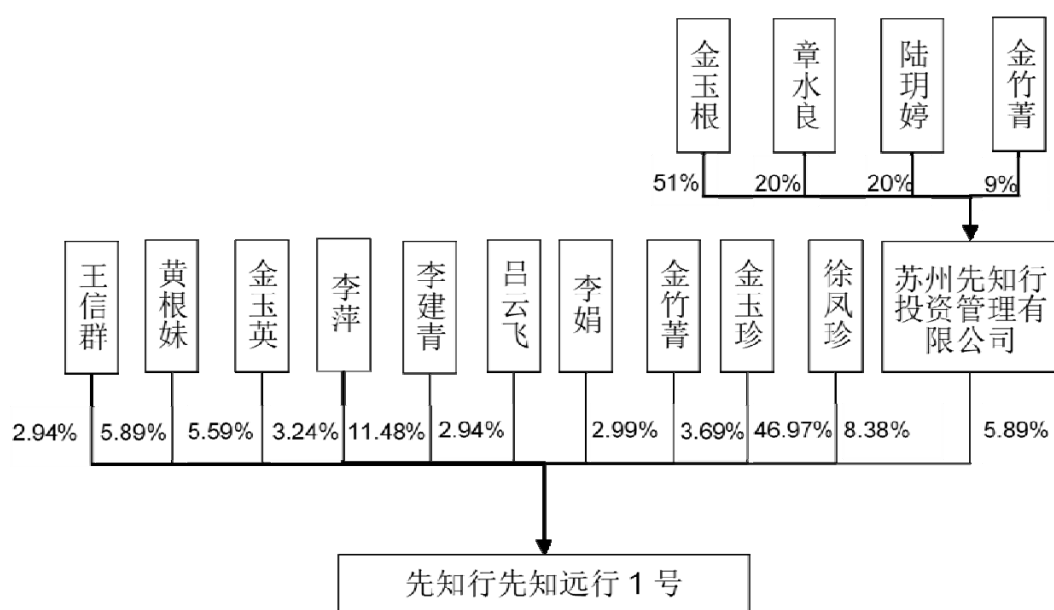 金玉根
章水良
陆玥婷
金竹菁
51%
20%
20%
9%
王信群
黄根妹
金玉英
李萍
李建青
吕云飞
李娟
金竹菁
金玉珍
徐凤珍
苏州先知行
投资管理有
限公司
2.94%
5.89%
5.59%
3.24%
11.48%
2.94%
2.99%
3.69%
46.97%
8.38%
5.89%
先知行先知远行 1 号